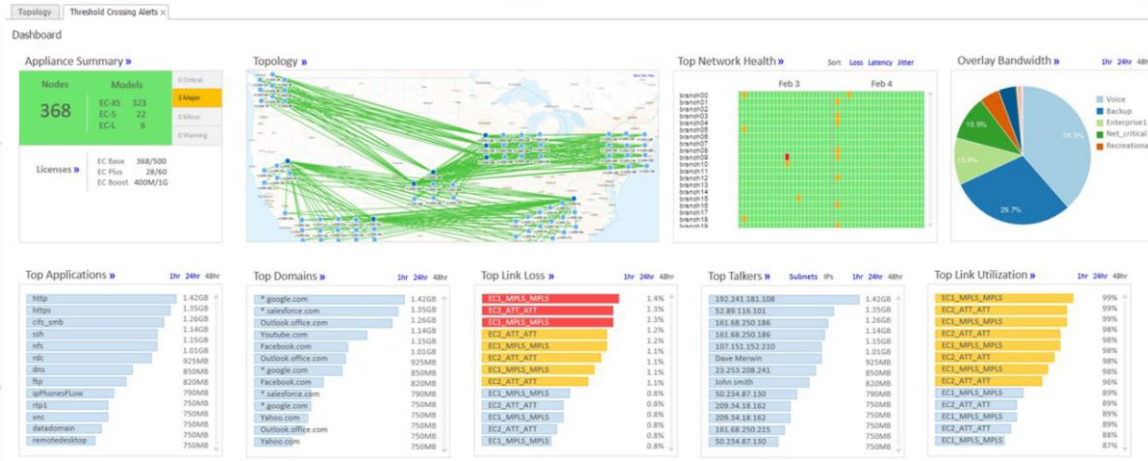 Topology
Threshold Crossing Alerts ×
Dashboard
Appliance Summary »
Nodes
368
Models
EC-XS 323
EC-S 22
EC-L 6
0 Critical
3 Major
0 Minor
0 Warning
Licenses »
EC Base 368/500
EC Plus 28/60
EC Boost 400M/1G
Topology »
Top Network Health »
Sort Loss Latency Jitter
Feb 3
Feb 4
branch00
branch01
branch02
branch03
branch04
branch05
branch06
branch07
branch08
branch09
branch10
branch11
branch12
branch13
branch14
branch15
branch16
branch17
branch18
branch19
Overlay Bandwidth »
1hr 24hr 48hr
Voice
Backup
Enterprise1
Net_critical
Recreationa
29.7%
10.9%
Top Applications »
1hr 24hr 48hr
http 1.42GB
https 1.35GB
cifs_smb 1.26GB
ssh 1.14GB
nfs 1.15GB
rdc 1.01GB
dns 925MB
ftp 850MB
ipPhonesFLow 820MB
rtp1 790MB
vnc 750MB
datadomain 750MB
remotedesktop 750MB
750MB
Top Domains »
1hr 24hr 48hr
* google.com 1.42GB
* salesforce.com 1.35GB
Outlook.office.com 1.26GB
Youtube.com 1.14GB
Facebook.com 1.15GB
Outlook.office.com 1.01GB
* google.com 925MB
Facebook.com 850MB
* salesforce.com 820MB
* google.com 790MB
Yahoo.com 750MB
Outlook.office.com 750MB
Yahoo.com 750MB
750MB
Top Link Loss »
1hr 24hr 48hr
EC1_MPLS_MPLS 1.4%
EC2_ATT_ATT 1.3%
EC1_MPLS_MPLS 1.3%
EC2_ATT_ATT 1.2%
EC1_MPLS_MPLS 1.1%
EC2_ATT_ATT 1.1%
EC1_MPLS_MPLS 1.1%
EC2_ATT_ATT 1.1%
EC1_MPLS_MPLS 0.8%
EC2_ATT_ATT 0.8%
EC1_MPLS_MPLS 0.8%
EC2_ATT_ATT 0.8%
EC1_MPLS_MPLS 0.8%
Top Talkers »
Subnets IPs
1hr 24hr 48hr
192.241.181.108 1.42GB
52.89.116.101 1.35GB
161.68.250.186 1.26GB
161.68.250.186 1.14GB
107.151.152.210 1.15GB
Dave Merwin 1.01GB
23.253.208.241 925MB
John smith 850MB
50.234.87.130 820MB
209.34.18.162 790MB
209.34.18.162 750MB
161.68.250.215 750MB
50.234.87.130 750MB
750MB
Top Link Utilization »
1hr 24hr 48hr
EC1_MPLS_MPLS 99%
EC2_ATT_ATT 99%
EC1_MPLS_MPLS 99%
EC2_ATT_ATT 98%
EC1_MPLS_MPLS 98%
EC2_ATT_ATT 98%
EC1_MPLS_MPLS 98%
EC2_ATT_ATT 96%
EC1_MPLS_MPLS 89%
EC2_ATT_ATT 89%
EC1_MPLS_MPLS 89%
EC2_ATT_ATT 89%
EC1_MPLS_MPLS 88%
87%